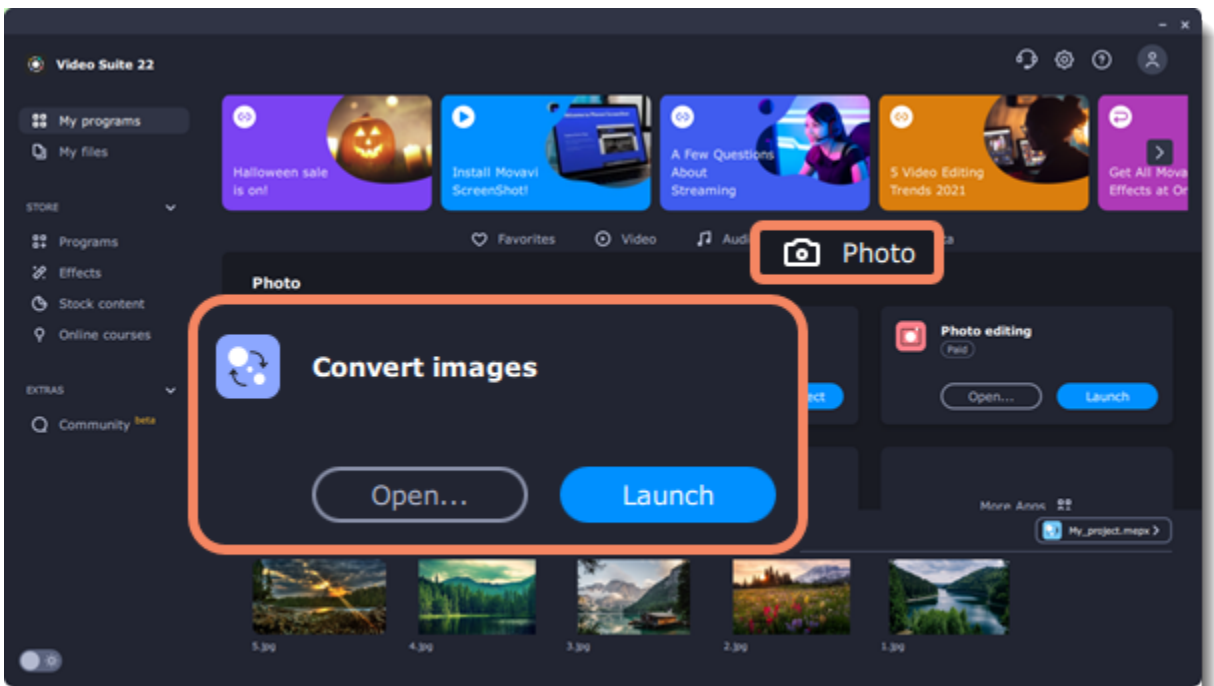 Video Suite 22
My programs
My files
STORE
Programs
Effects
Stock content
Online courses
EXTRAS
Community beta
Halloween sale
is on!
Install Movavi
ScreenShot!
A Few Questions
About
Streaming
5 Video Editing
Trends 2021
Get All Mova
Effects at Or
Favorites
Video
Audi
Photo
Photo
Convert images
Open...
Launch
ect
Photo editing
Paid
Open...
Launch
More Apps
My_project.mepx >
5.jpg
4.jpg
3.jpg
2.jpg
1.jpg